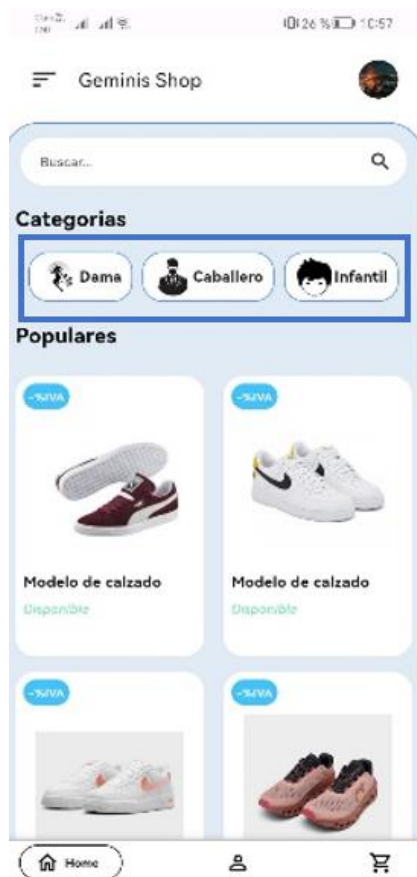 26 % 10:57
Geminis Shop
Buscar...
Categorias
Dama Caballero Infantil
Populares
-%IVA -%IVA
Modelo de calzado Modelo de calzado
Disponible Disponible
-%IVA -%IVA
Home